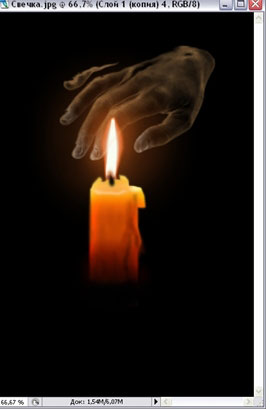 Свечка.jpg @ 66,7% (Слой 1 (копия) 4, RGB/8)
66,67 %
Док: 1,54M/6,07M